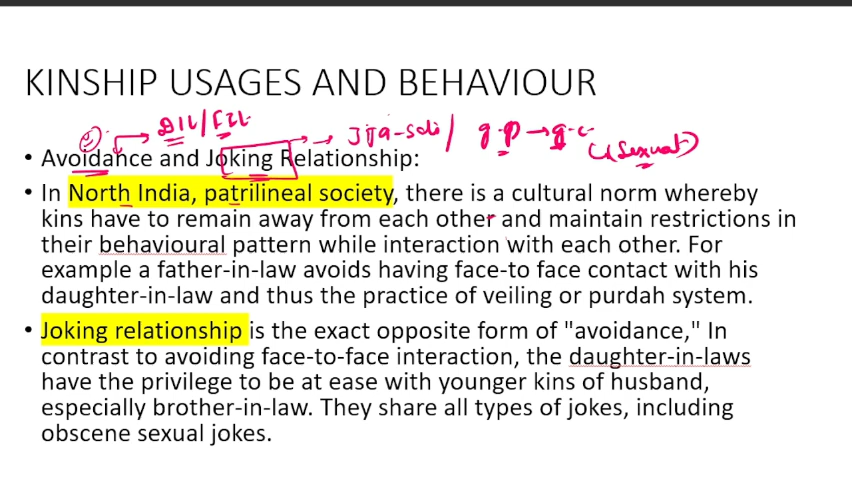 KINSHIP USAGES AND BEHAVIOUR
DIL/FIL
Jija-Sali/ g.p → g.c
(Sexual)
• Avoidance and Joking Relationship:
• In North India, patrilineal society, there is a cultural norm whereby
kins have to remain away from each other and maintain restrictions in
their behavioural pattern while interaction with each other. For
example a father-in-law avoids having face-to face contact with his
daughter-in-law and thus the practice of veiling or purdah system.
• Joking relationship is the exact opposite form of "avoidance," In
contrast to avoiding face-to-face interaction, the daughter-in-laws
have the privilege to be at ease with younger kins of husband,
especially brother-in-law. They share all types of jokes, including
obscene sexual jokes.